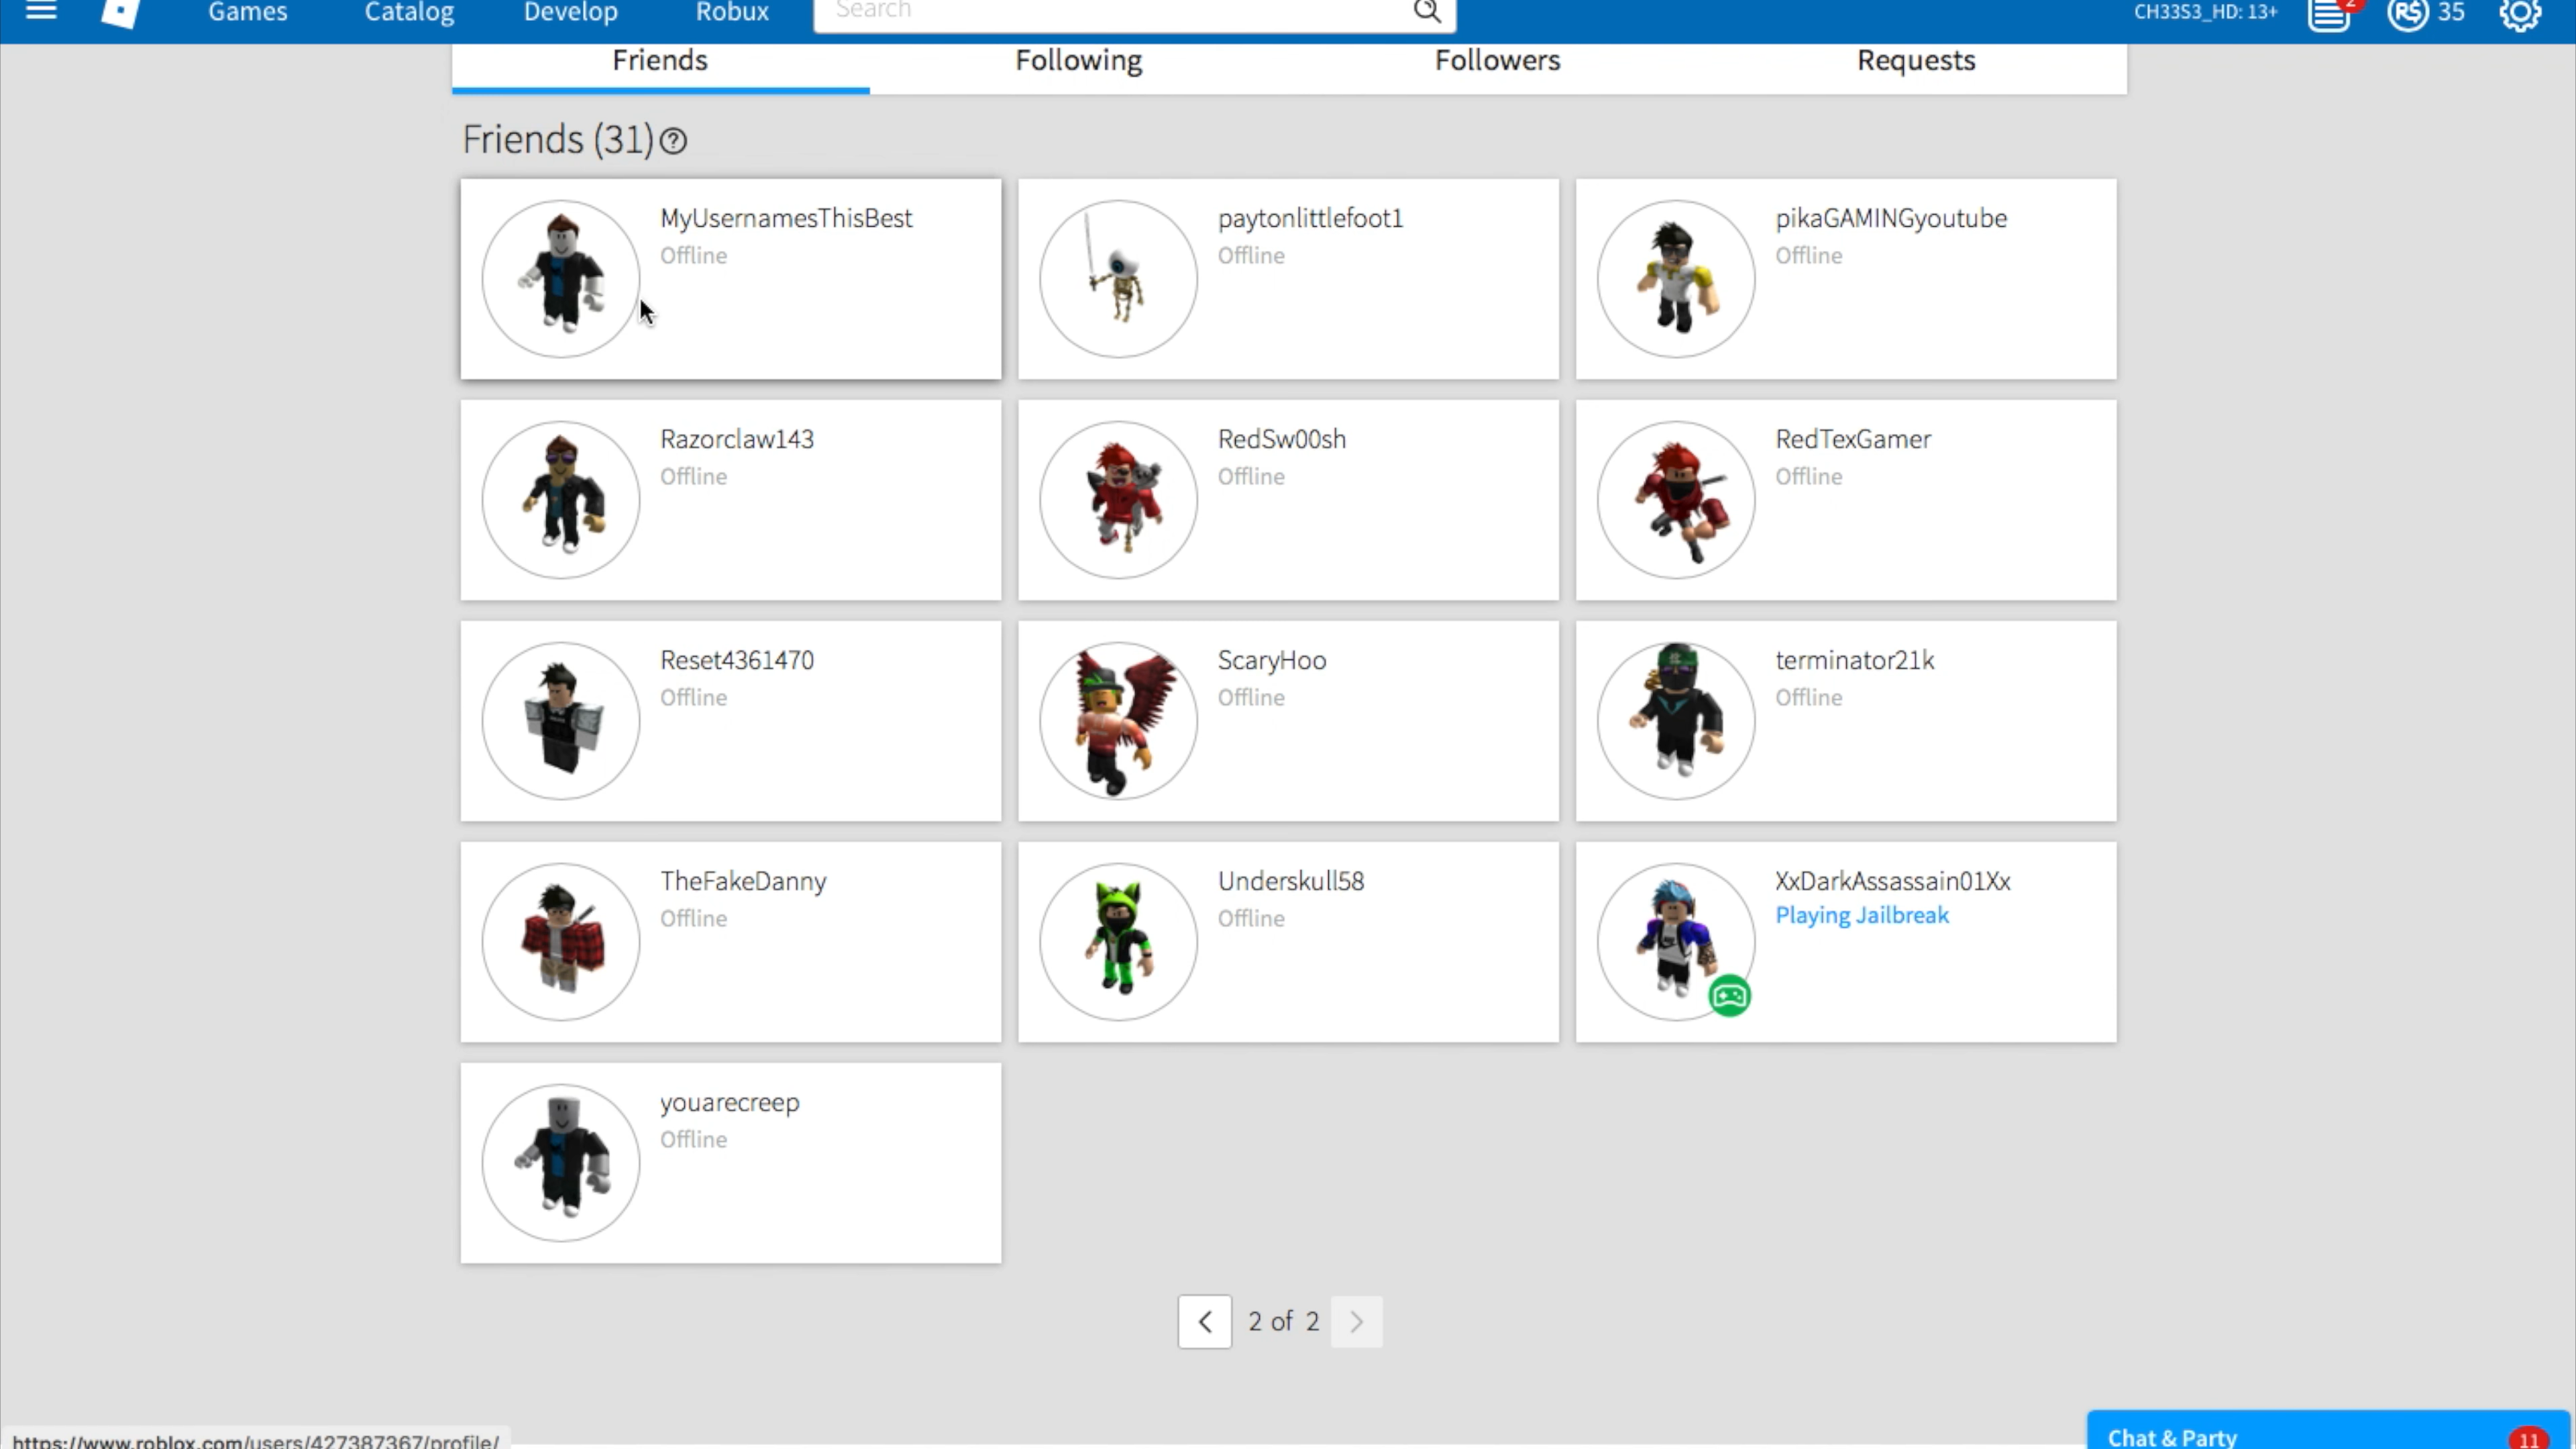 Games Catalog Develop Robux Search CH33S3_HD: 13+ 2 R$ 35
Friends Following Followers Requests
Friends (31) ?
MyUsernamesThisBest
Offline
paytonlittlefoot1
Offline
pikaGAMINGyoutube
Offline
Razorclaw143
Offline
RedSw00sh
Offline
RedTexGamer
Offline
Reset4361470
Offline
ScaryHoo
Offline
terminator21k
Offline
TheFakeDanny
Offline
Underskull58
Offline
XxDarkAssassain01Xx
Playing Jailbreak
youarecreep
Offline
2 of 2
https://www.roblox.com/users/427387367/profile/
Chat & Party 11